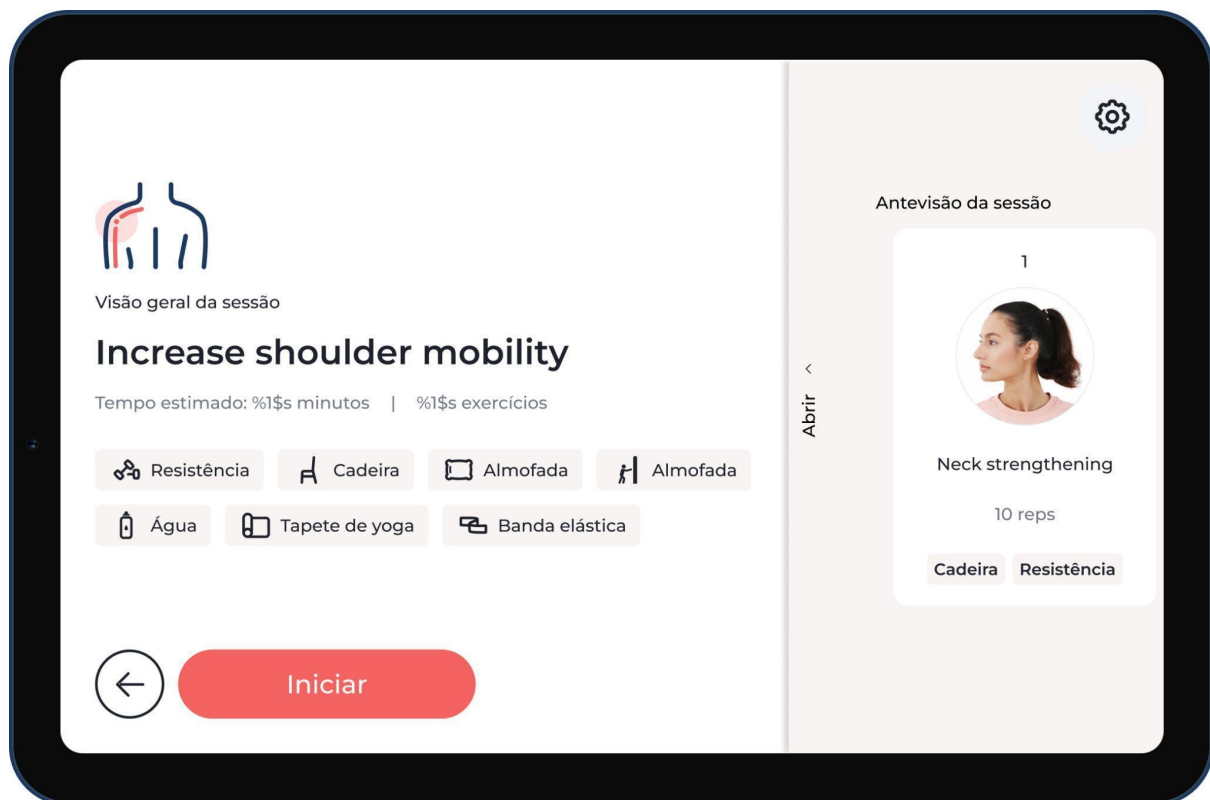 Visão geral da sessão
Increase shoulder mobility
Tempo estimado: %1$s minutos | %1$s exercícios
Resistência Cadeira Almofada Almofada
Água Tapete de yoga Banda elástica
Iniciar
Abrir
Antevisão da sessão
1
Neck strengthening
10 reps
Cadeira Resistência